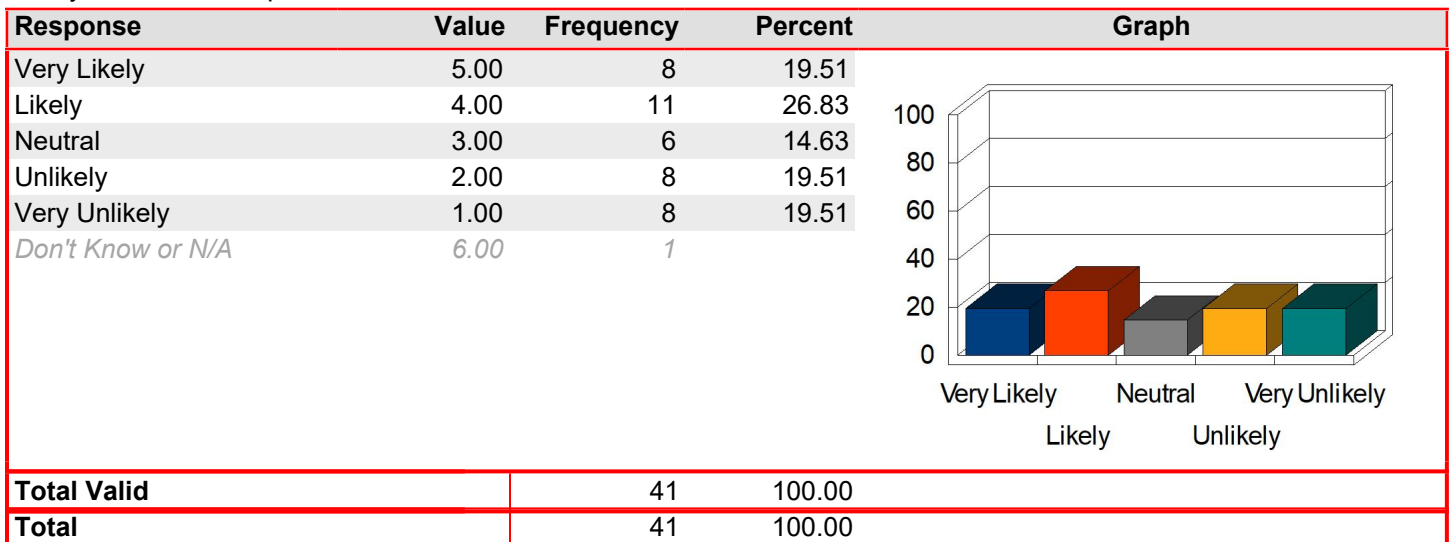 Response Value Frequency Percent Graph
Very Likely 5.00 8 19.51
Likely 4.00 11 26.83
Neutral 3.00 6 14.63
Unlikely 2.00 8 19.51
Very Unlikely 1.00 8 19.51
Don't Know or N/A 6.00 1
100
80
60
40
20
0
Very Likely Neutral Very Unlikely
Likely Unlikely
Total Valid 41 100.00
Total 41 100.00